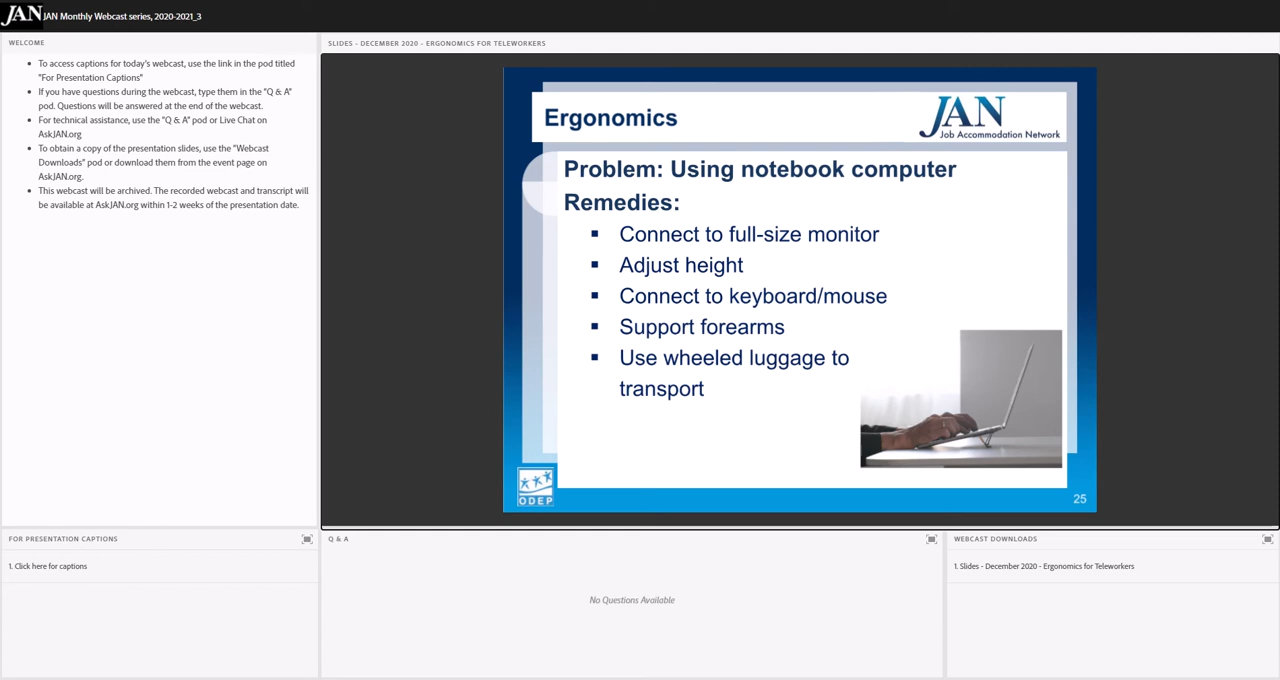 JAN JAN Monthly Webcast series, 2020-2021_3
WELCOME
To access captions for today's webcast, use the link in the pod titled
"For Presentation Captions"
If you have questions during the webcast, type them in the "Q & A"
pod. Questions will be answered at the end of the webcast.
For technical assistance, use the "Q & A" pod or Live Chat on
AskJAN.org
To obtain a copy of the presentation slides, use the "Webcast
Downloads" pod or download them from the event page on
AskJAN.org.
This webcast will be archived. The recorded webcast and transcript will
be available at AskJAN.org within 1-2 weeks of the presentation date.
SLIDES - DECEMBER 2020 - ERGONOMICS FOR TELEWORKERS
Ergonomics
JAN
Job Accommodation Network
Problem: Using notebook computer
Remedies:
▪ Connect to full-size monitor
▪ Adjust height
▪ Connect to keyboard/mouse
▪ Support forearms
▪ Use wheeled luggage to
transport
ODEP
25
FOR PRESENTATION CAPTIONS
1. Click here for captions
Q & A
No Questions Available
WEBCAST DOWNLOADS
1. Slides - December 2020 - Ergonomics for Teleworkers